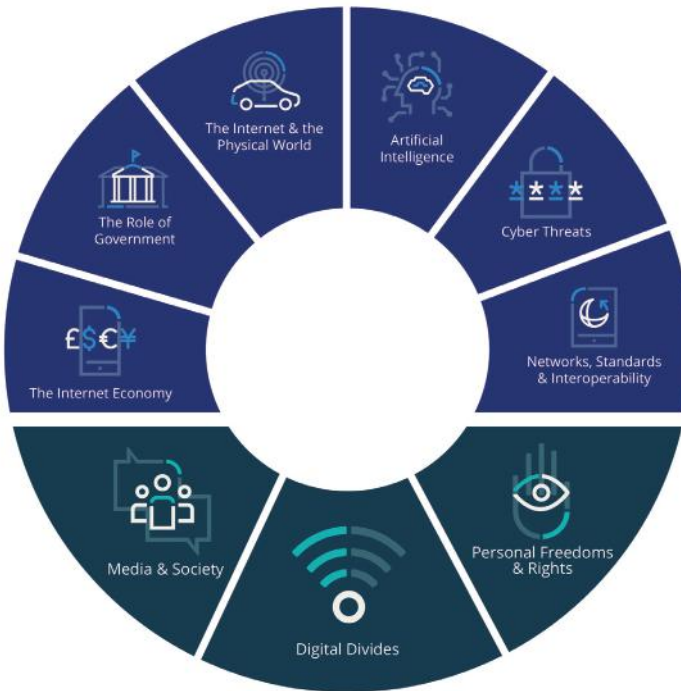 The Internet & the
Physical World
Artificial
Intelligence
The Role of
Government
Cyber Threats
The Internet Economy
£$€¥
Networks, Standards
& Interoperability
Media & Society
Digital Divides
Personal Freedoms
& Rights